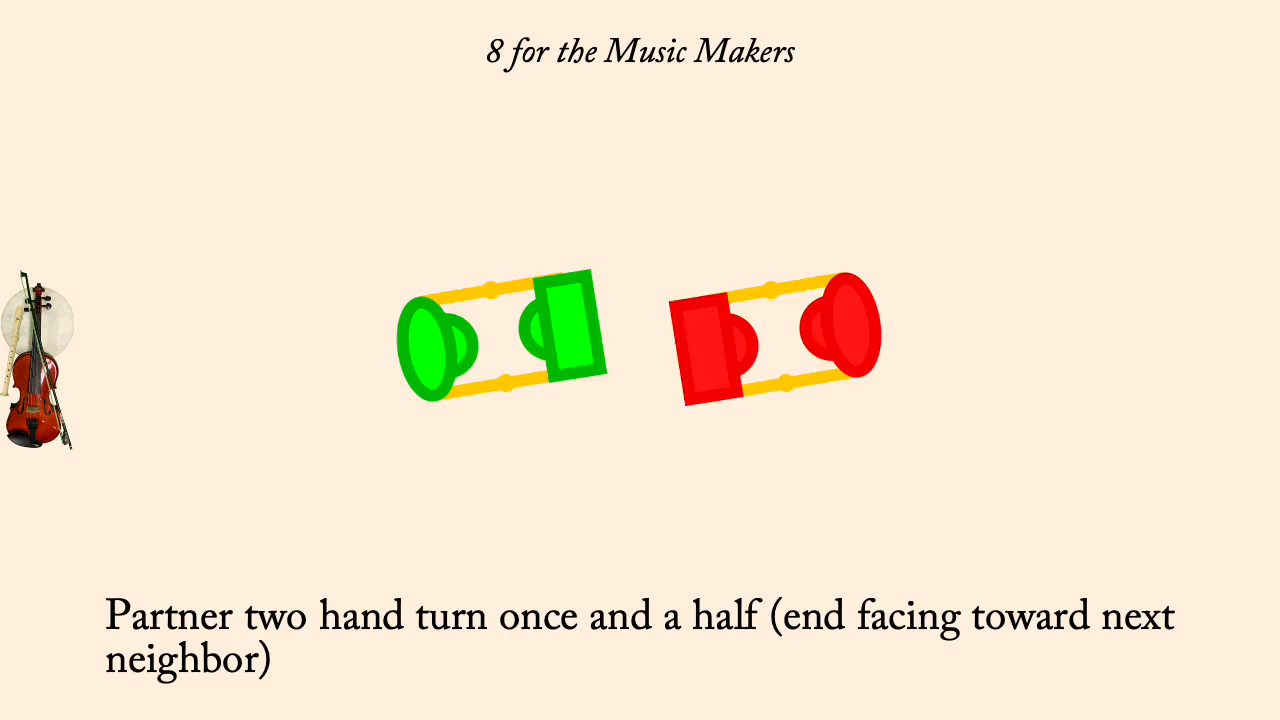 8 for the Music Makers
Partner two hand turn once and a half (end facing toward next
neighbor)